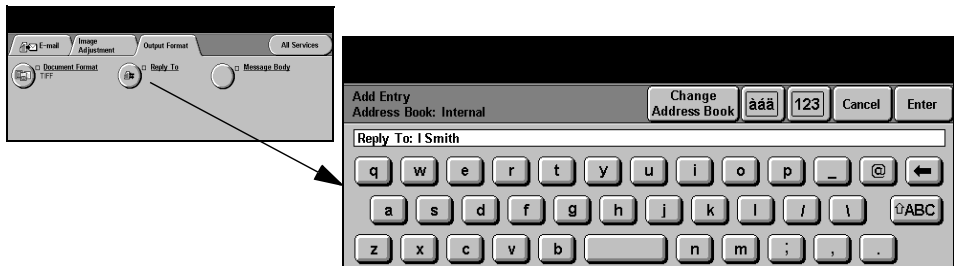 E-mail
Image Adjustment
Output Format
All Services
Document Format
TIFF
Reply To
Message Body
Add Entry
Address Book: Internal
Change Address Book
àáä
123
Cancel
Enter
Reply To: I Smith
q w e r t y u i o p _ @
a s d f g h j k l / \ ⇧ABC
z x c v b n m ; , .